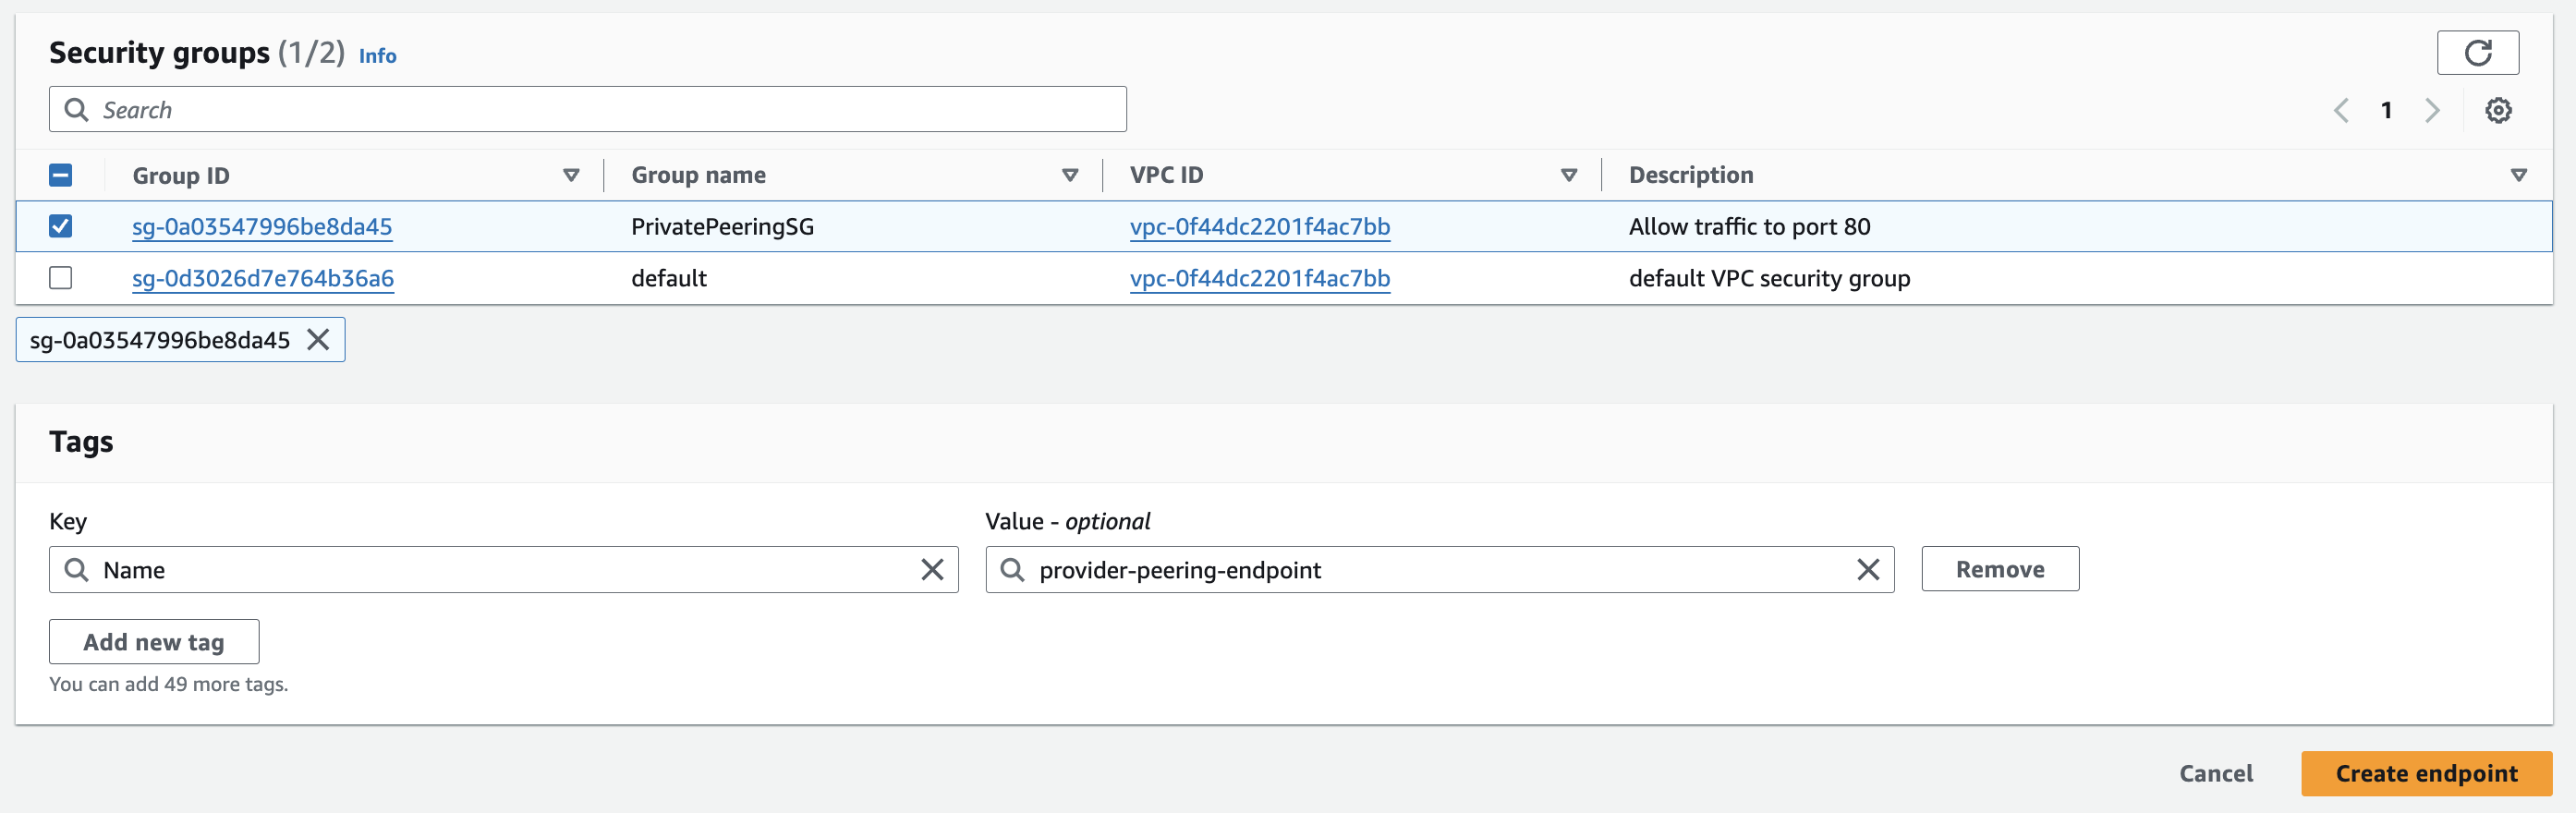 Security groups (1/2) Info
Search
1
Group ID Group name VPC ID Description
sg-0a03547996be8da45 PrivatePeeringSG vpc-0f44dc2201f4ac7bb Allow traffic to port 80
sg-0d3026d7e764b36a6 default vpc-0f44dc2201f4ac7bb default VPC security group
sg-0a03547996be8da45
Tags
Key Value - optional
Name provider-peering-endpoint Remove
Add new tag
You can add 49 more tags.
Cancel Create endpoint